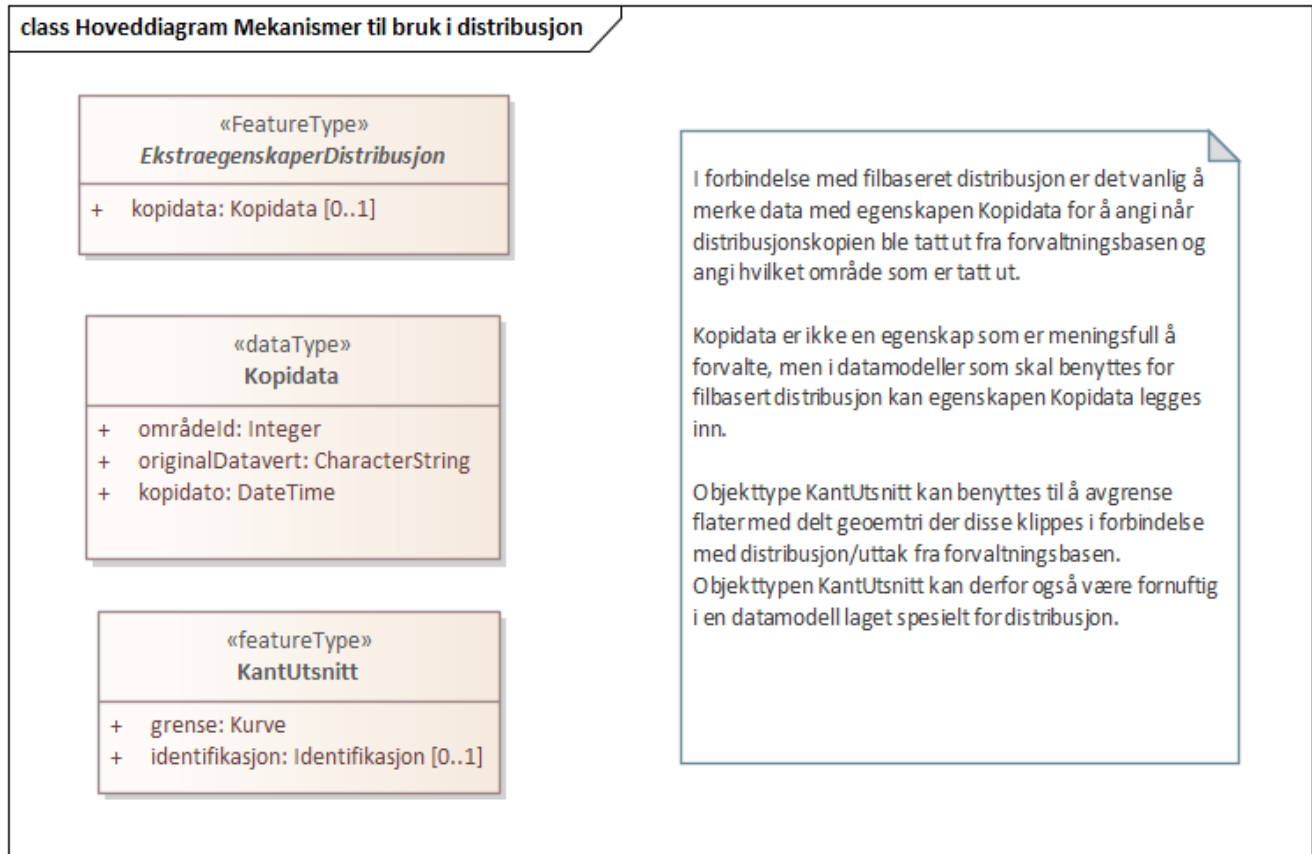 class Hoveddiagram Mekanismer til bruk i distribusjon
«FeatureType»
EkstraegenskaperDistribusjon
+ kopidata: Kopidata [0..1]
«dataType»
Kopidata
+ områdeId: Integer
+ originalDatavert: CharacterString
+ kopidato: DateTime
«featureType»
KantUtsnitt
+ grense: Kurve
+ identifikasjon: Identifikasjon [0..1]
I forbindelse med filbaseret distribusjon er det vanlig å
merke data med egenskapen Kopidata for å angi når
distribusjonskopien ble tatt ut fra forvaltningsbasen og
angi hvilket område som er tatt ut.
Kopidata er ikke en egenskap som er meningsfull å
forvalte, men i datamodeller som skal benyttes for
filbasert distribusjon kan egenskapen Kopidata legges
inn.
Objekttype KantUtsnitt kan benyttes til å avgrense
flater med delt geoemtri der disse klippes i forbindelse
med distribusjon/uttak fra forvaltningsbasen.
Objekttypen KantUtsnitt kan derfor også være fornuftig
i en datamodell laget spesielt for distribusjon.